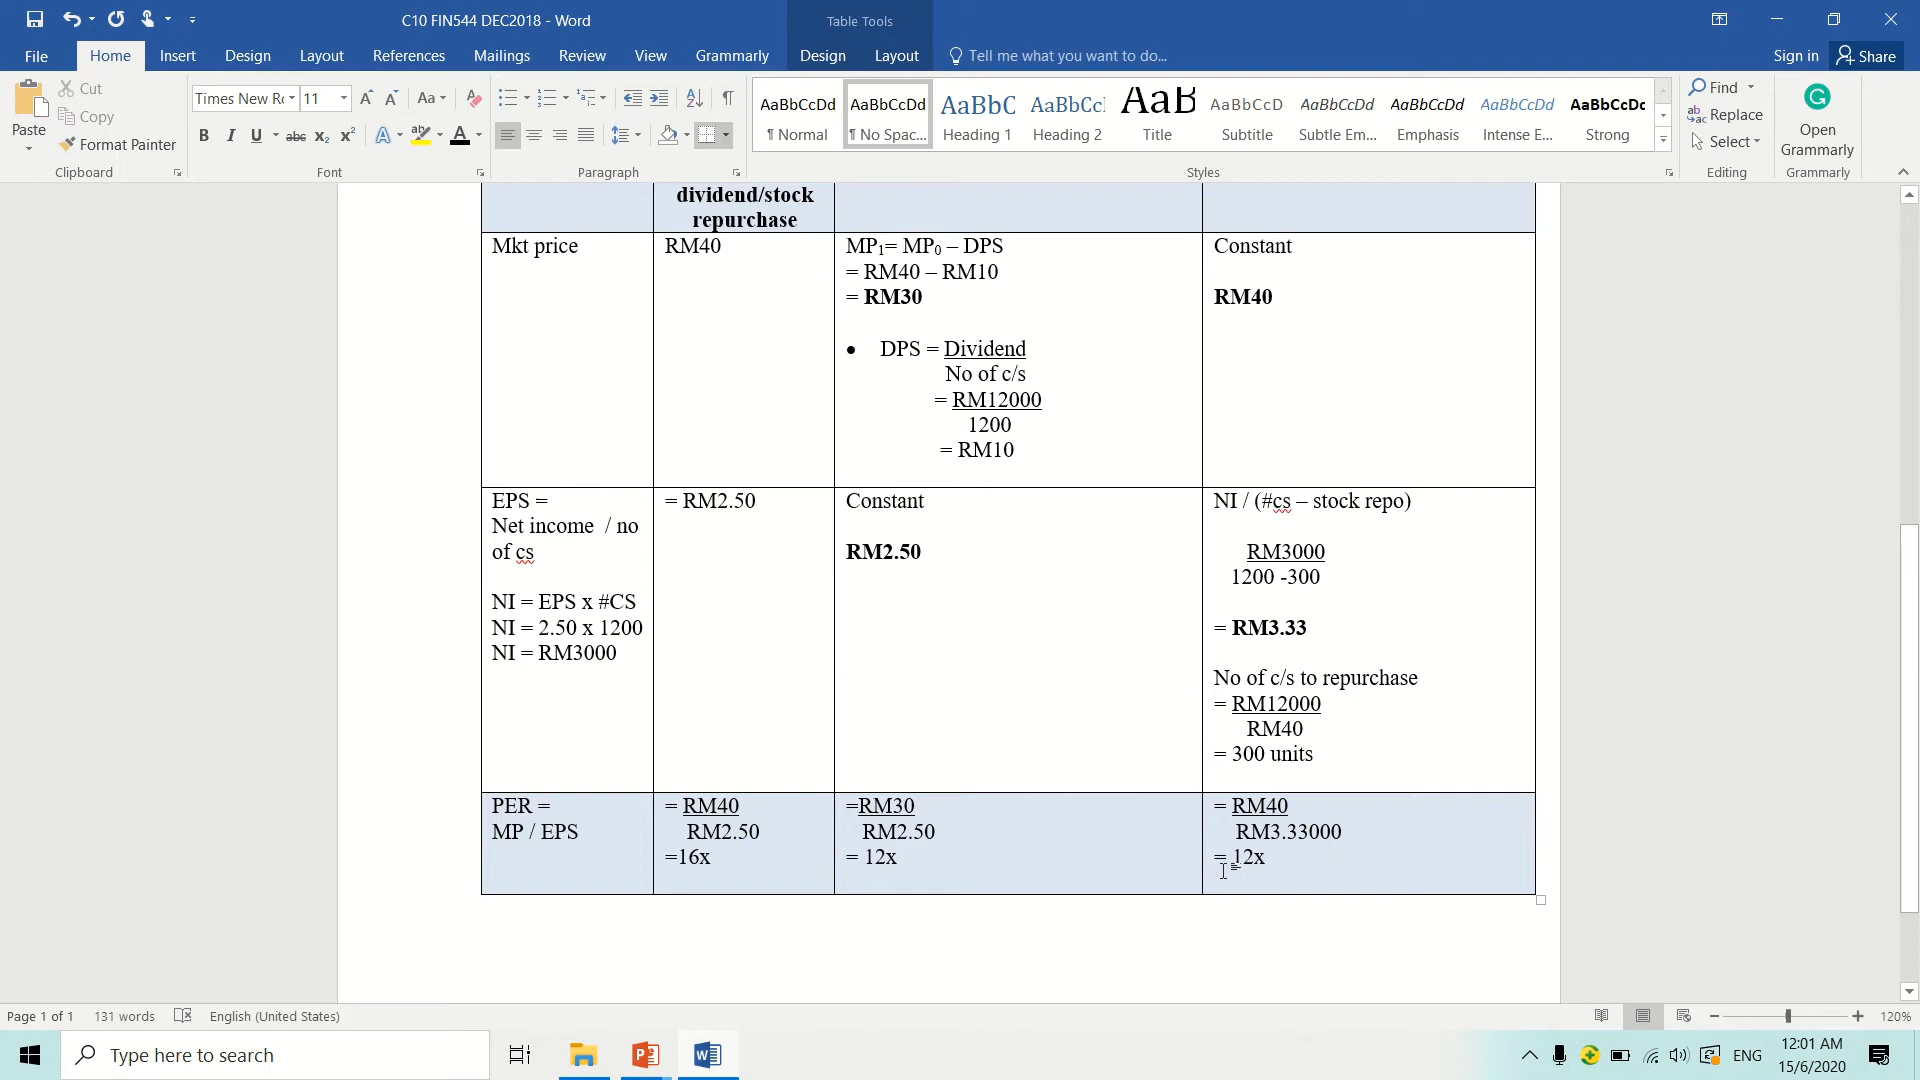 C10 FIN544 DEC2018 - Word
Table Tools
File Home Insert Design Layout References Mailings Review View Grammarly Design Layout Tell me what you want to do... Sign in Share
Paste
Cut
Copy
Format Painter
Clipboard
Times New Ro 11
Font
Paragraph
AaBbCcDd AaBbCcDd AaBbC AaBbCcI AaB AaBbCcD AaBbCcDd AaBbCcDd AaBbCcDd AaBbCcDc
¶ Normal ¶ No Spac... Heading 1 Heading 2 Title Subtitle Subtle Em... Emphasis Intense E... Strong
Styles
Find
Replace
Select
Editing
Open
Grammarly
Grammarly
dividend/stock
repurchase
Mkt price
RM40
MP1= MP0 – DPS
= RM40 – RM10
= RM30
• DPS = Dividend
No of c/s
= RM12000
1200
= RM10
Constant
RM40
EPS =
Net income / no
of cs
NI = EPS x #CS
NI = 2.50 x 1200
NI = RM3000
= RM2.50
Constant
RM2.50
NI / (#cs – stock repo)
RM3000
1200 -300
= RM3.33
No of c/s to repurchase
= RM12000
RM40
= 300 units
PER =
MP / EPS
= RM40
RM2.50
=16x
=RM30
RM2.50
= 12x
= RM40
RM3.33000
= 12x
Page 1 of 1 131 words English (United States) 120%
Type here to search
ENG
12:01 AM
15/6/2020